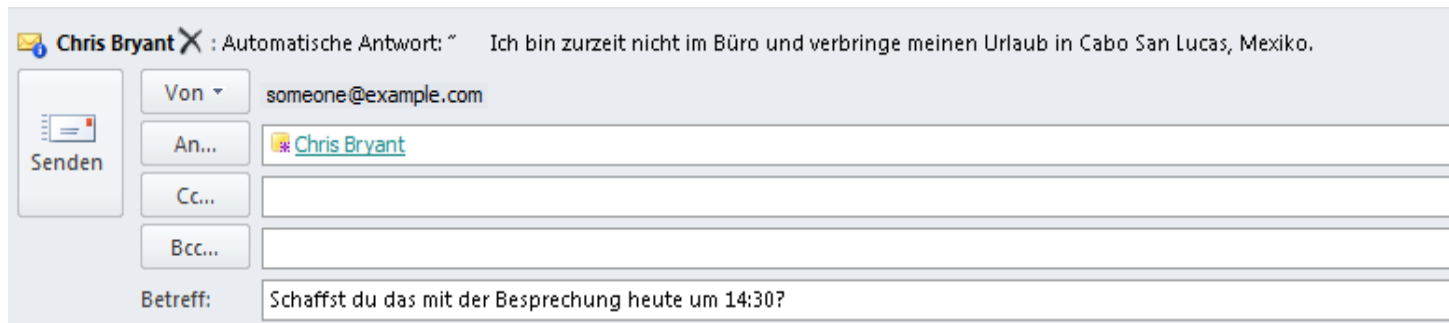 Chris Bryant : Automatische Antwort: ″ Ich bin zurzeit nicht im Büro und verbringe meinen Urlaub in Cabo San Lucas, Mexiko.
Von someone@example.com
An... Chris Bryant
Senden
Cc...
Bcc...
Betreff: Schaffst du das mit der Besprechung heute um 14:30?